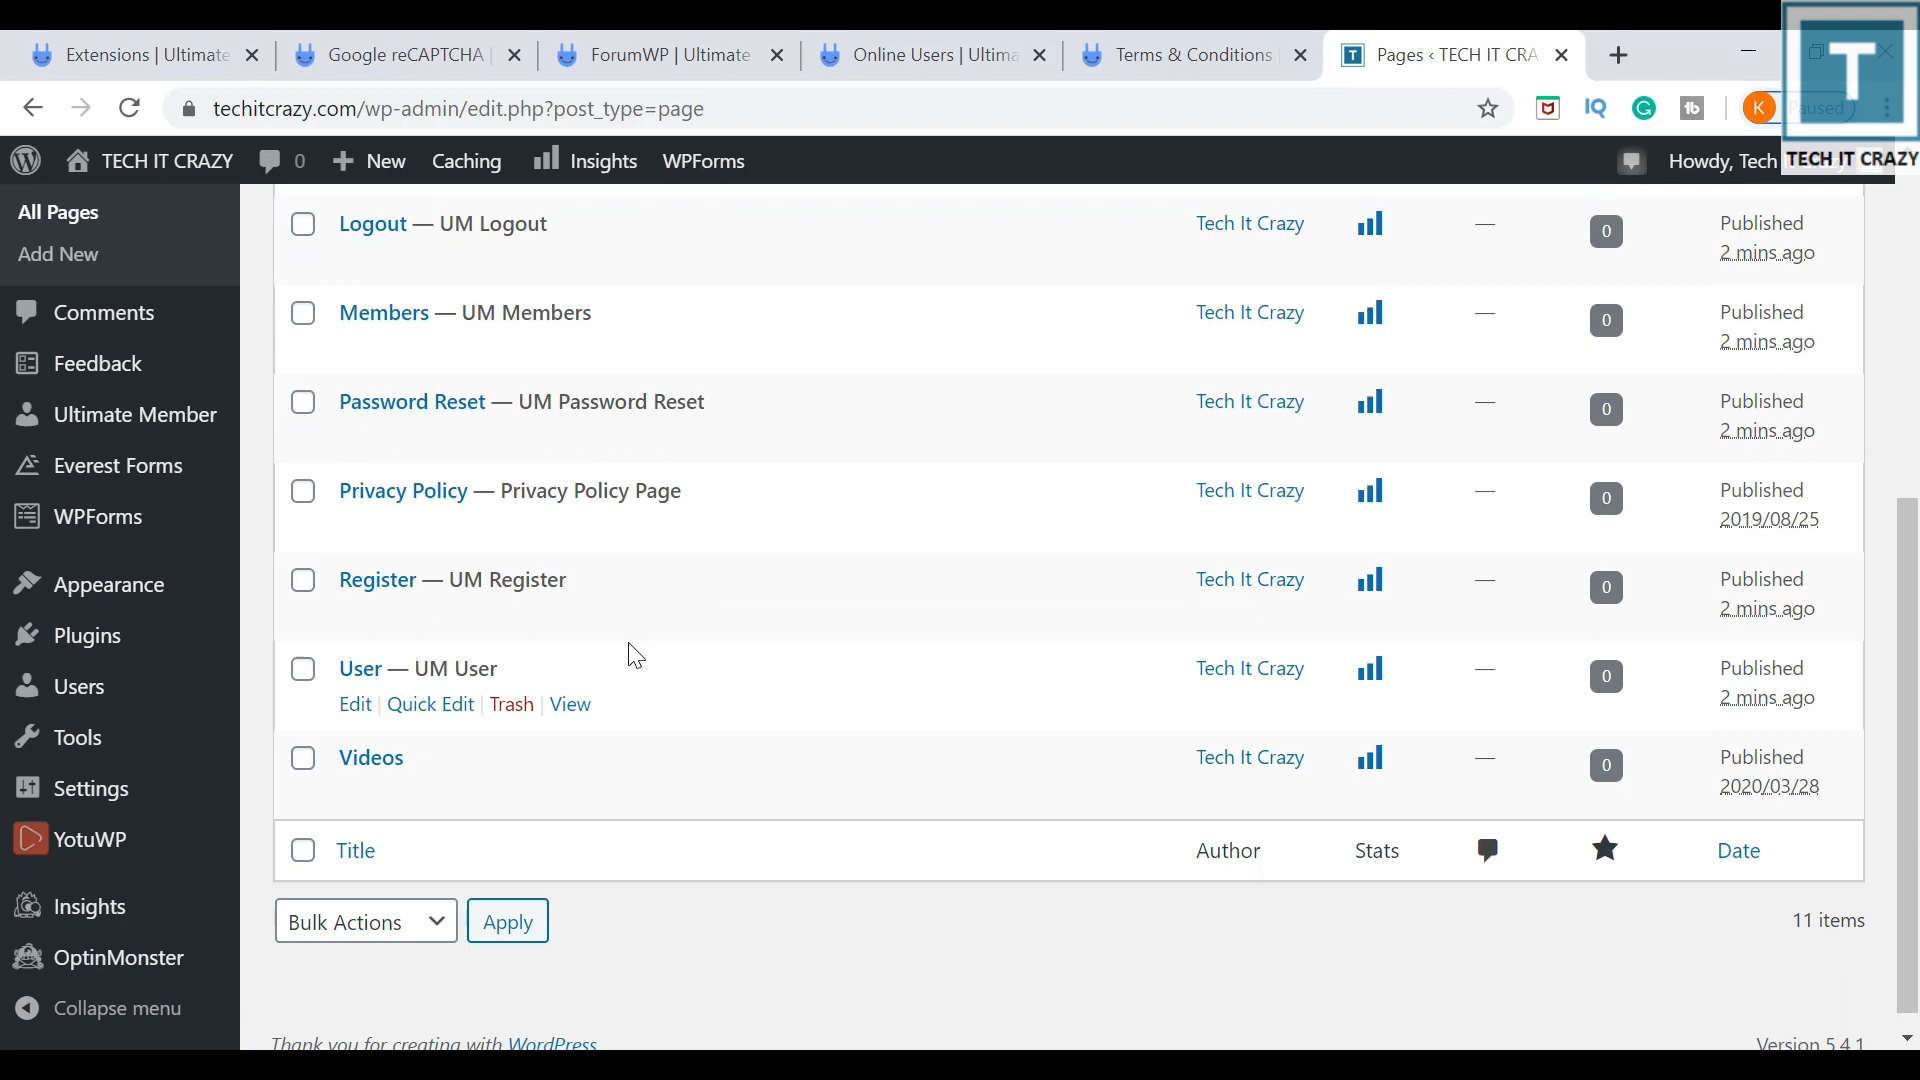 Extensions | Ultimate
Google reCAPTCHA |
ForumWP | Ultimate
Online Users | Ultima
Terms & Conditions
Pages ‹ TECH IT CRA
T
techitcrazy.com/wp-admin/edit.php?post_type=page
IQ
G
tb
K
Paused
TECH IT CRAZY
0
New
Caching
Insights
WPForms
Howdy, Tech
TECH IT CRAZY
All Pages
Add New
Comments
Feedback
Ultimate Member
Everest Forms
WPForms
Appearance
Plugins
Users
Tools
Settings
YotuWP
Insights
OptinMonster
Collapse menu
Logout — UM Logout
Tech It Crazy
—
0
Published
2 mins ago
Members — UM Members
Tech It Crazy
—
0
Published
2 mins ago
Password Reset — UM Password Reset
Tech It Crazy
—
0
Published
2 mins ago
Privacy Policy — Privacy Policy Page
Tech It Crazy
—
0
Published
2019/08/25
Register — UM Register
Tech It Crazy
—
0
Published
2 mins ago
User — UM User
Tech It Crazy
—
0
Published
2 mins ago
Edit | Quick Edit | Trash | View
Videos
Tech It Crazy
—
0
Published
2020/03/28
Title
Author
Stats
Date
Bulk Actions
Apply
11 items
Thank you for creating with WordPress
Version 5.4.1